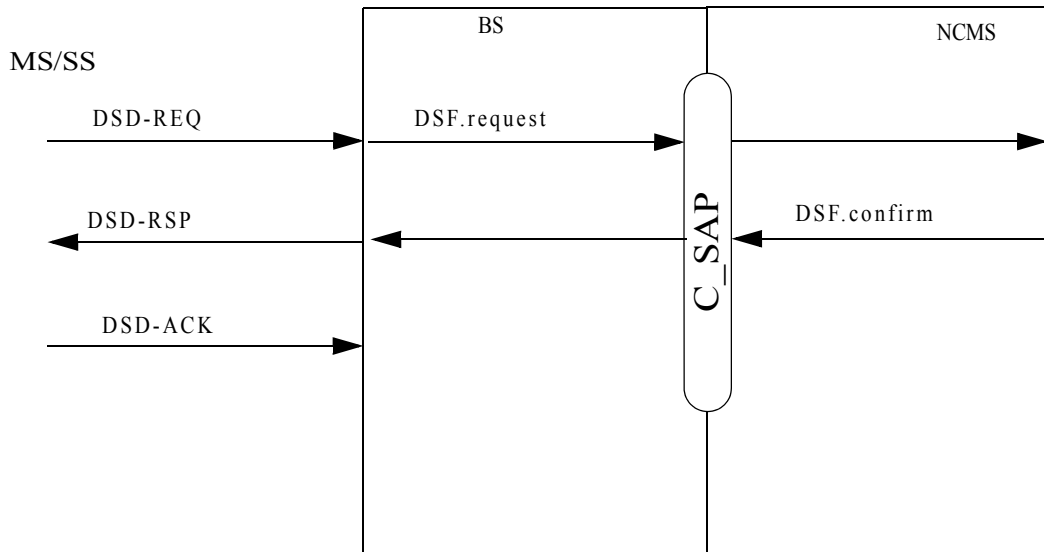 BS
NCMS
MS/SS
DSD-REQ
DSF.request
DSD-RSP
DSF.confirm
C_SAP
DSD-ACK